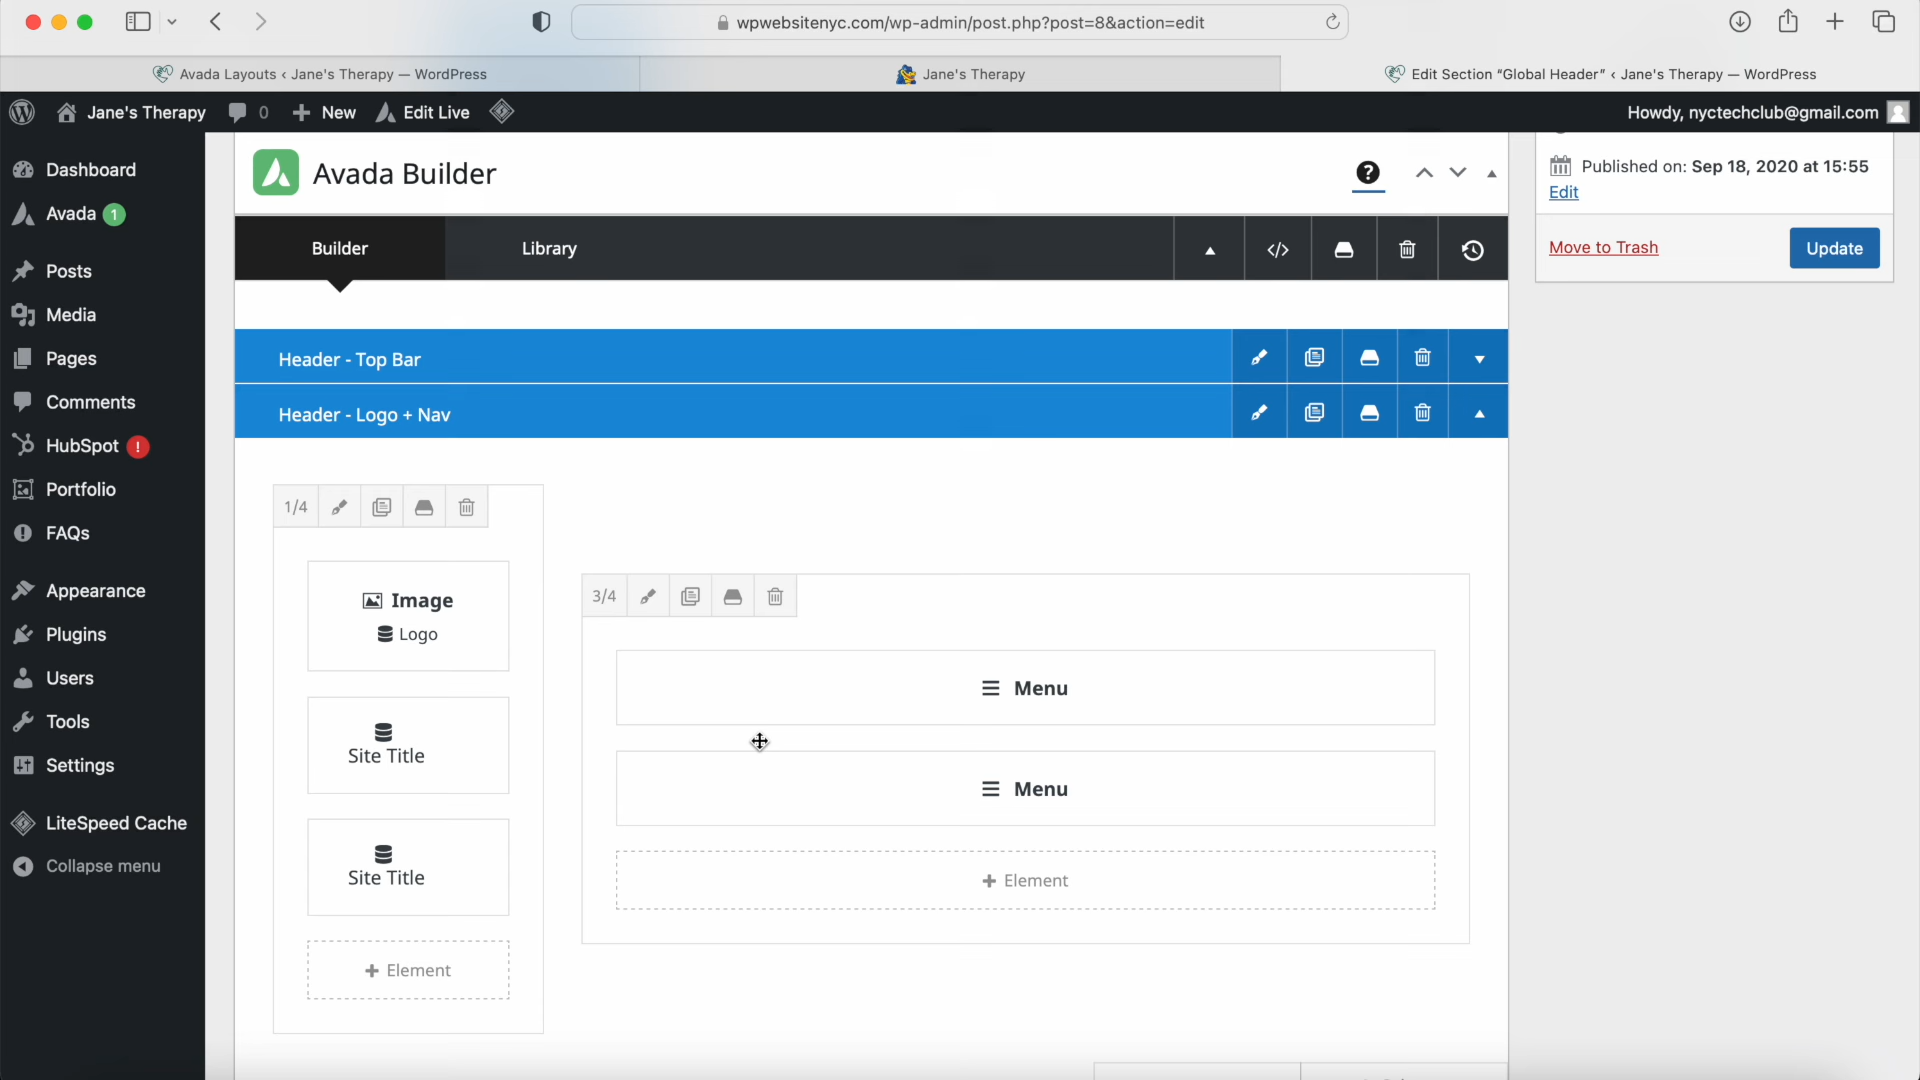 wpwebsitenyc.com/wp-admin/post.php?post=8&action=edit
Avada Layouts ‹ Jane's Therapy — WordPress
Jane's Therapy
Edit Section “Global Header” ‹ Jane's Therapy — WordPress
Jane's Therapy
0
New
Edit Live
Howdy, nyctechclub@gmail.com
Dashboard
Avada 1
Posts
Media
Pages
Comments
HubSpot !
Portfolio
FAQs
Appearance
Plugins
Users
Tools
Settings
LiteSpeed Cache
Collapse menu
Avada Builder
?
Published on: Sep 18, 2020 at 15:55
Edit
Move to Trash
Update
Builder
Library
</>
Header - Top Bar
Header - Logo + Nav
1/4
Image
Logo
Site Title
Site Title
+ Element
3/4
Menu
Menu
+ Element